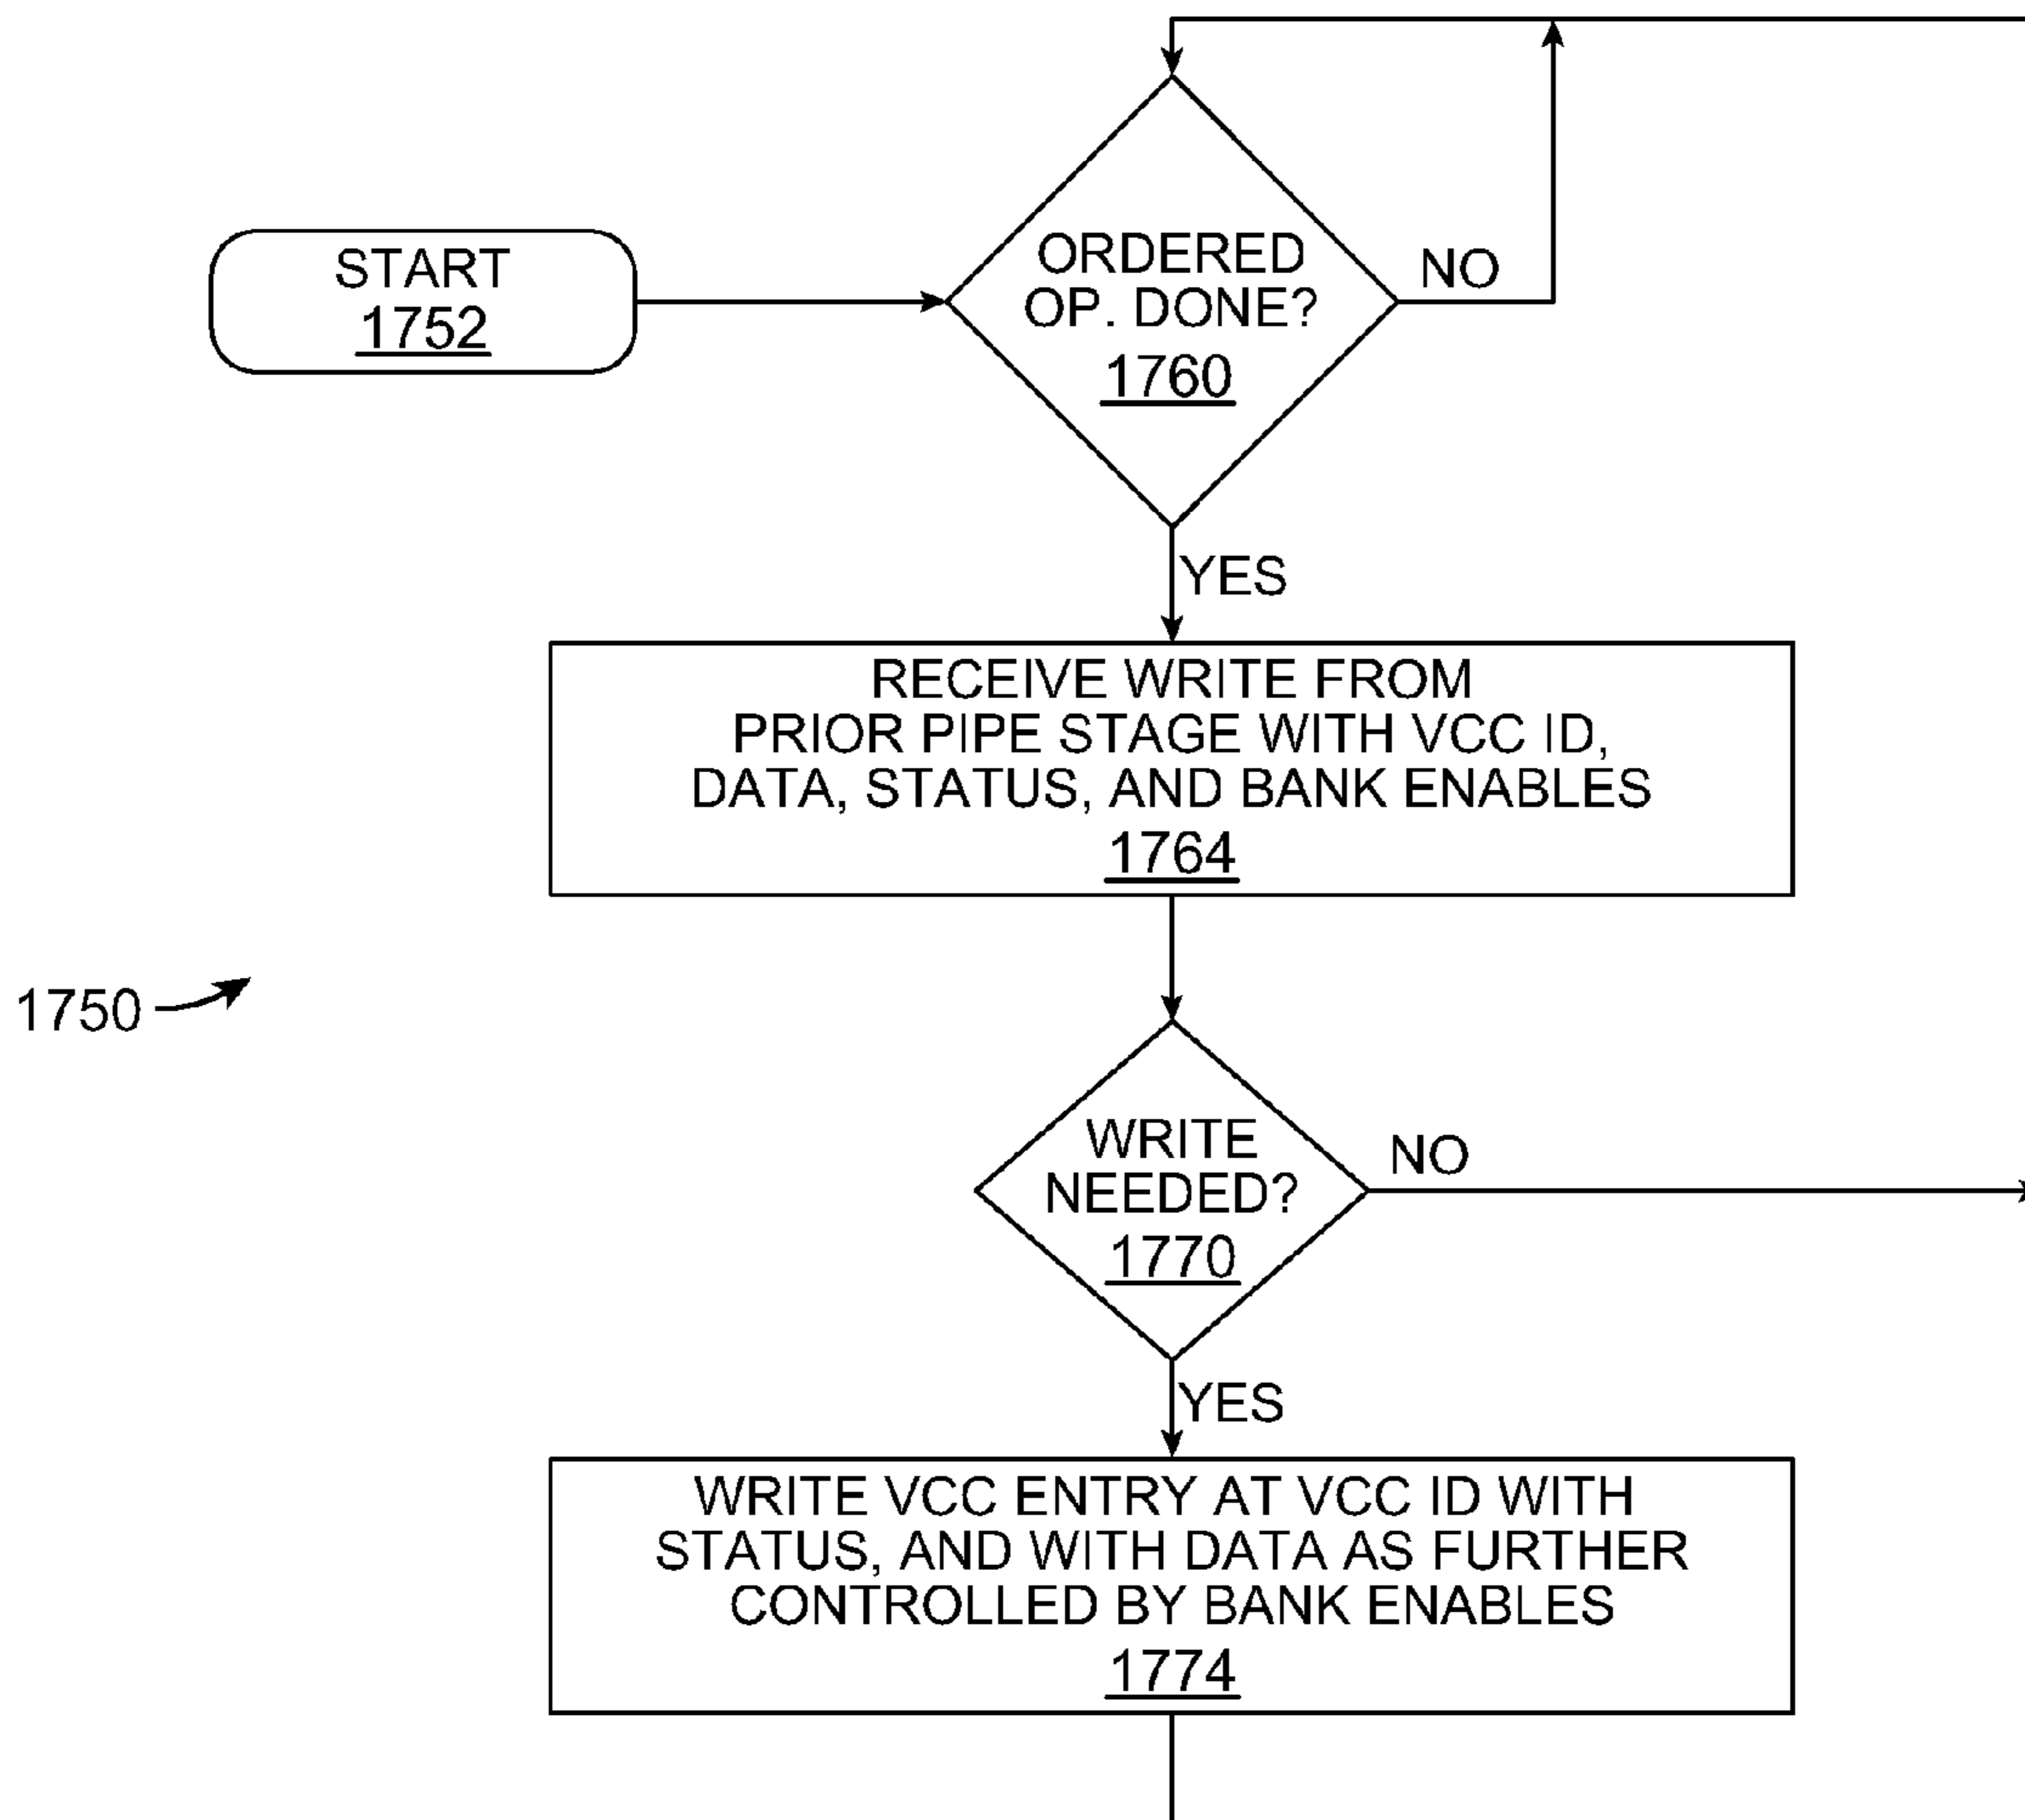 START
1752
ORDERED
OP. DONE?
1760
NO
YES
RECEIVE WRITE FROM
PRIOR PIPE STAGE WITH VCC ID,
DATA, STATUS, AND BANK ENABLES
1764
1750
WRITE
NEEDED?
1770
NO
YES
WRITE VCC ENTRY AT VCC ID WITH
STATUS, AND WITH DATA AS FURTHER
CONTROLLED BY BANK ENABLES
1774